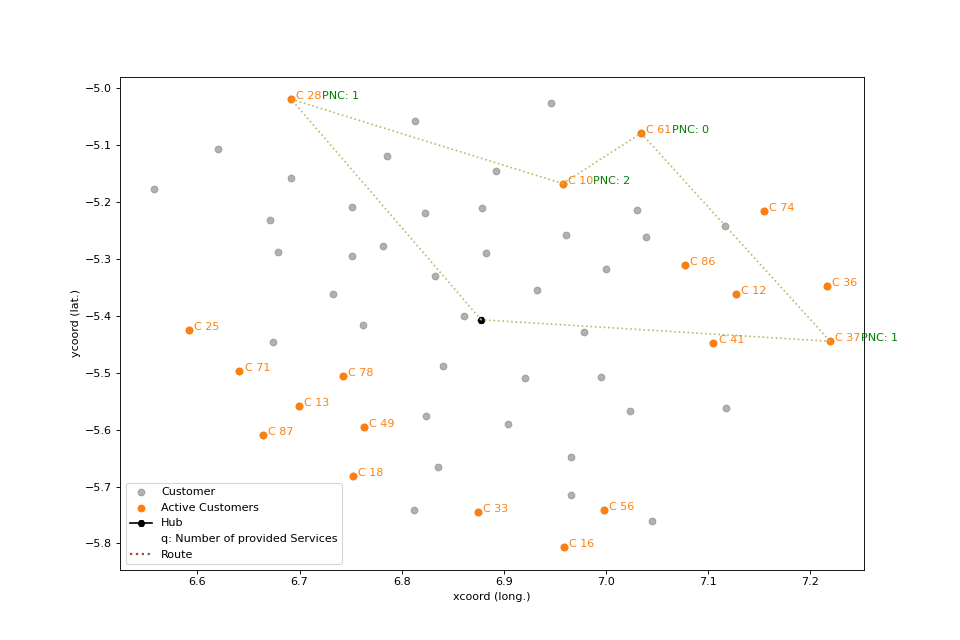 −5.0
−5.1
−5.2
−5.3
−5.4
−5.5
−5.6
−5.7
−5.8
ycoord (lat.)
C 28PNC: 1
C 61PNC: 0
C 10PNC: 2
C 74
C 86
C 36
C 12
C 25
C 37PNC: 1
C 41
C 71
C 78
C 13
C 49
C 87
C 18
C 33
C 56
C 16
Customer
Active Customers
Hub
q: Number of provided Services
Route
6.6
6.7
6.8
6.9
7.0
7.1
7.2
xcoord (long.)